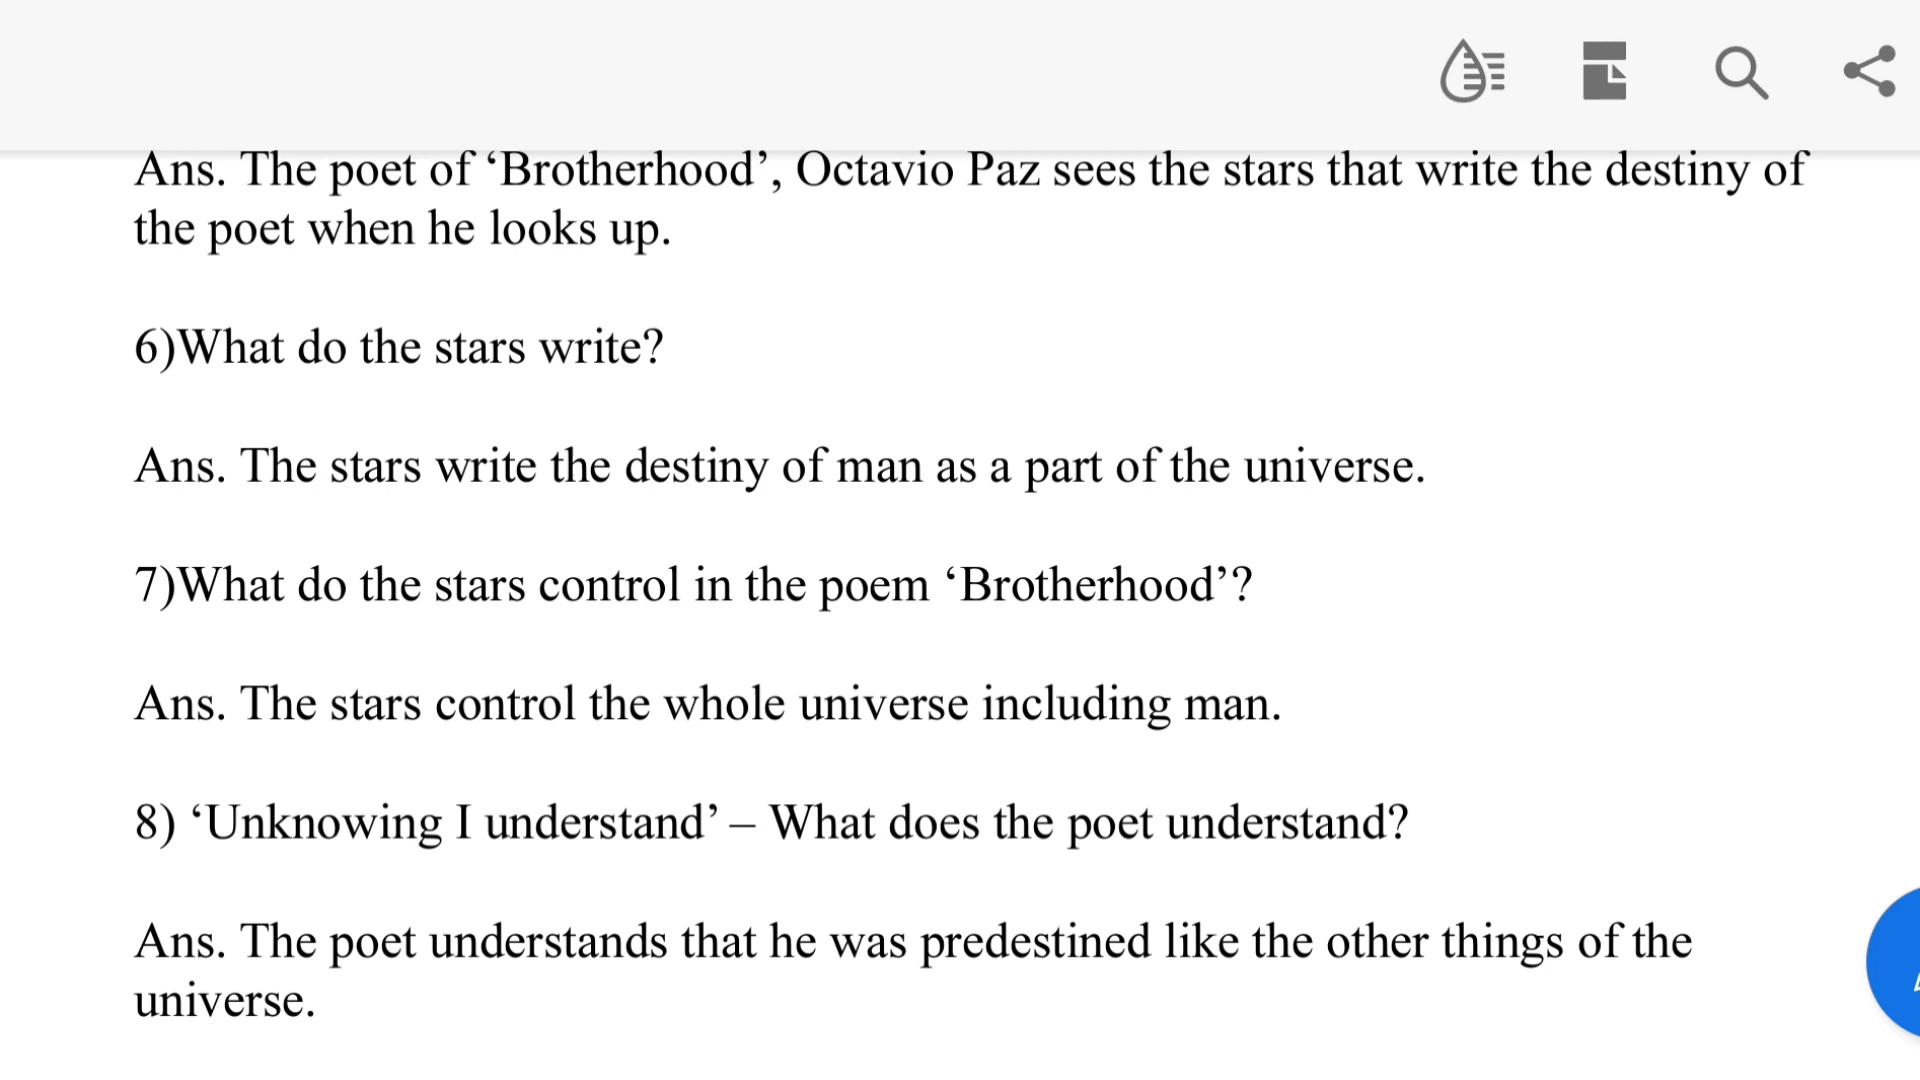 Ans. The poet of ‘Brotherhood’, Octavio Paz sees the stars that write the destiny of
the poet when he looks up.
6)What do the stars write?
Ans. The stars write the destiny of man as a part of the universe.
7)What do the stars control in the poem ‘Brotherhood’?
Ans. The stars control the whole universe including man.
8) ‘Unknowing I understand’ – What does the poet understand?
Ans. The poet understands that he was predestined like the other things of the
universe.